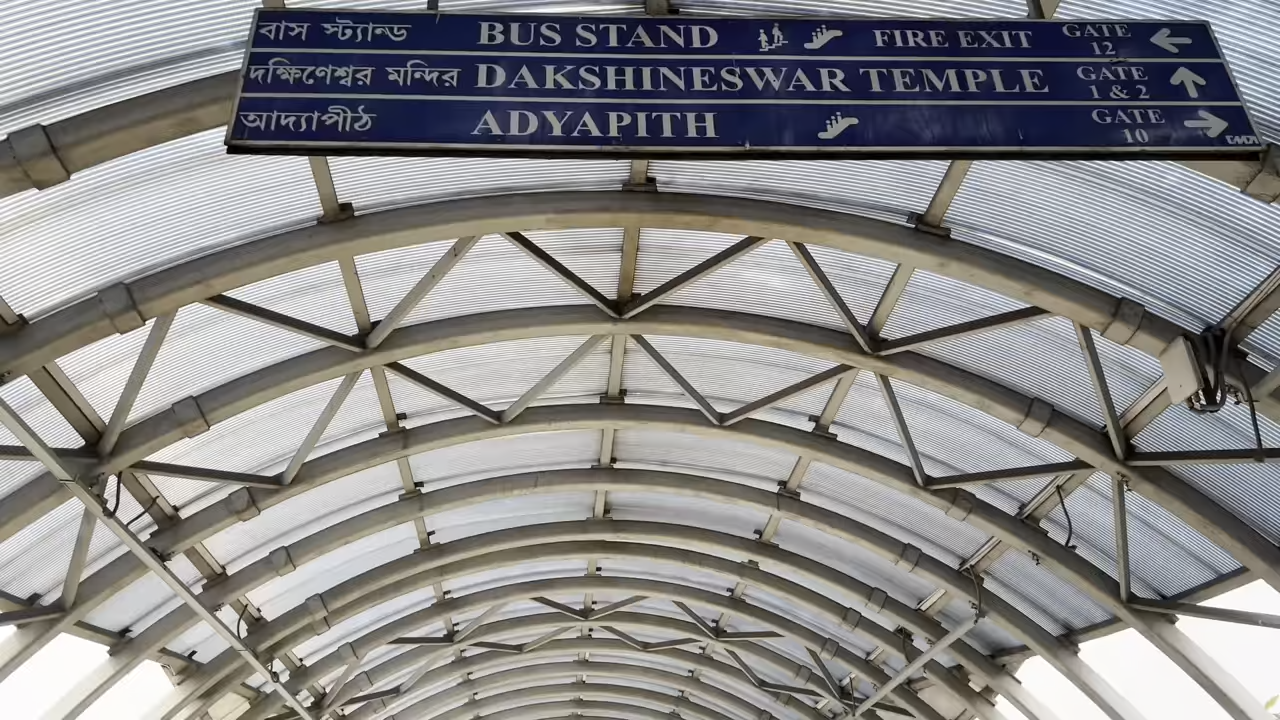 বাস স্ট্যান্ড BUS STAND FIRE EXIT GATE 12
দক্ষিণেশ্বর মন্দির DAKSHINESWAR TEMPLE GATE 1 & 2
আদ্যাপীঠ ADYAPITH GATE 10